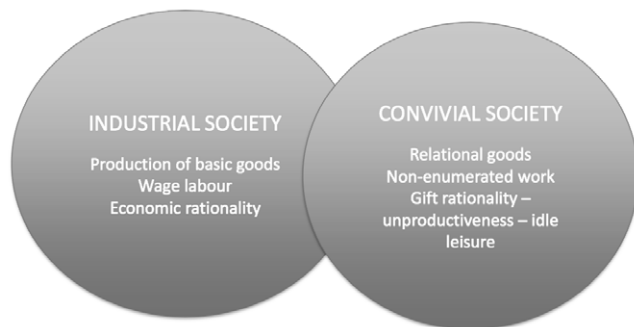 INDUSTRIAL SOCIETY
Production of basic goods
Wage labour
Economic rationality
CONVIVIAL SOCIETY
Relational goods
Non-enumerated work
Gift rationality –
unproductiveness – idle
leisure